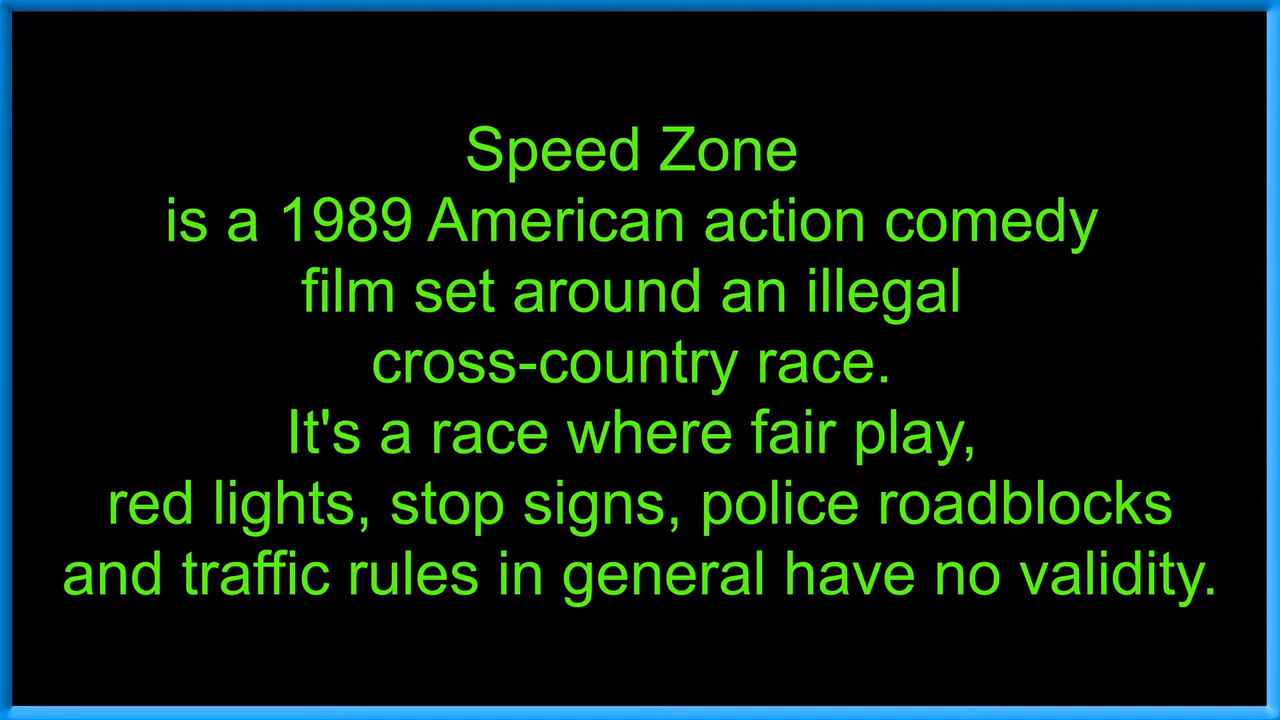 Speed Zone
is a 1989 American action comedy
film set around an illegal
cross-country race.
It's a race where fair play,
red lights, stop signs, police roadblocks
and traffic rules in general have no validity.